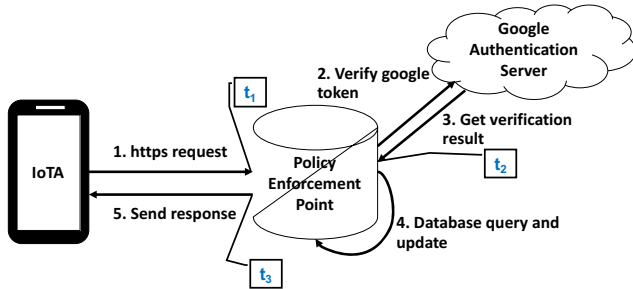 Google
Authentication
Server
2. Verify google
token
t1
3. Get verification
result
t2
IoTA
1. https request
Policy
Enforcement
Point
5. Send response
4. Database query and
update
t3